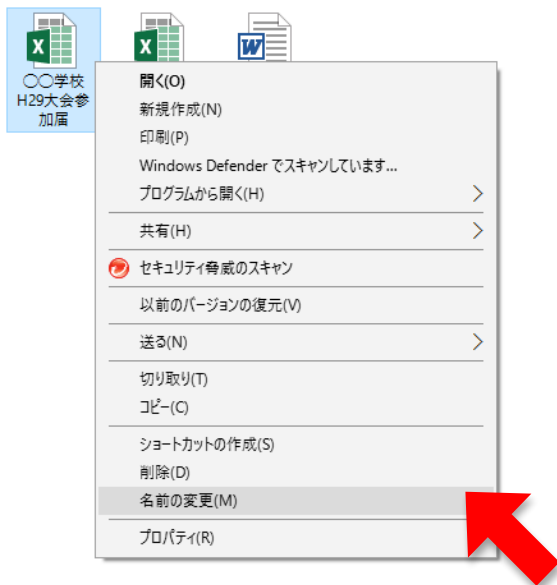 〇〇学校
H29大会参
加届
開く(O)
新規作成(N)
印刷(P)
Windows Defender でスキャンしています...
プログラムから開く(H)
共有(H)
セキュリティ脅威のスキャン
以前のバージョンの復元(V)
送る(N)
切り取り(T)
コピー(C)
ショートカットの作成(S)
削除(D)
名前の変更(M)
プロパティ(R)